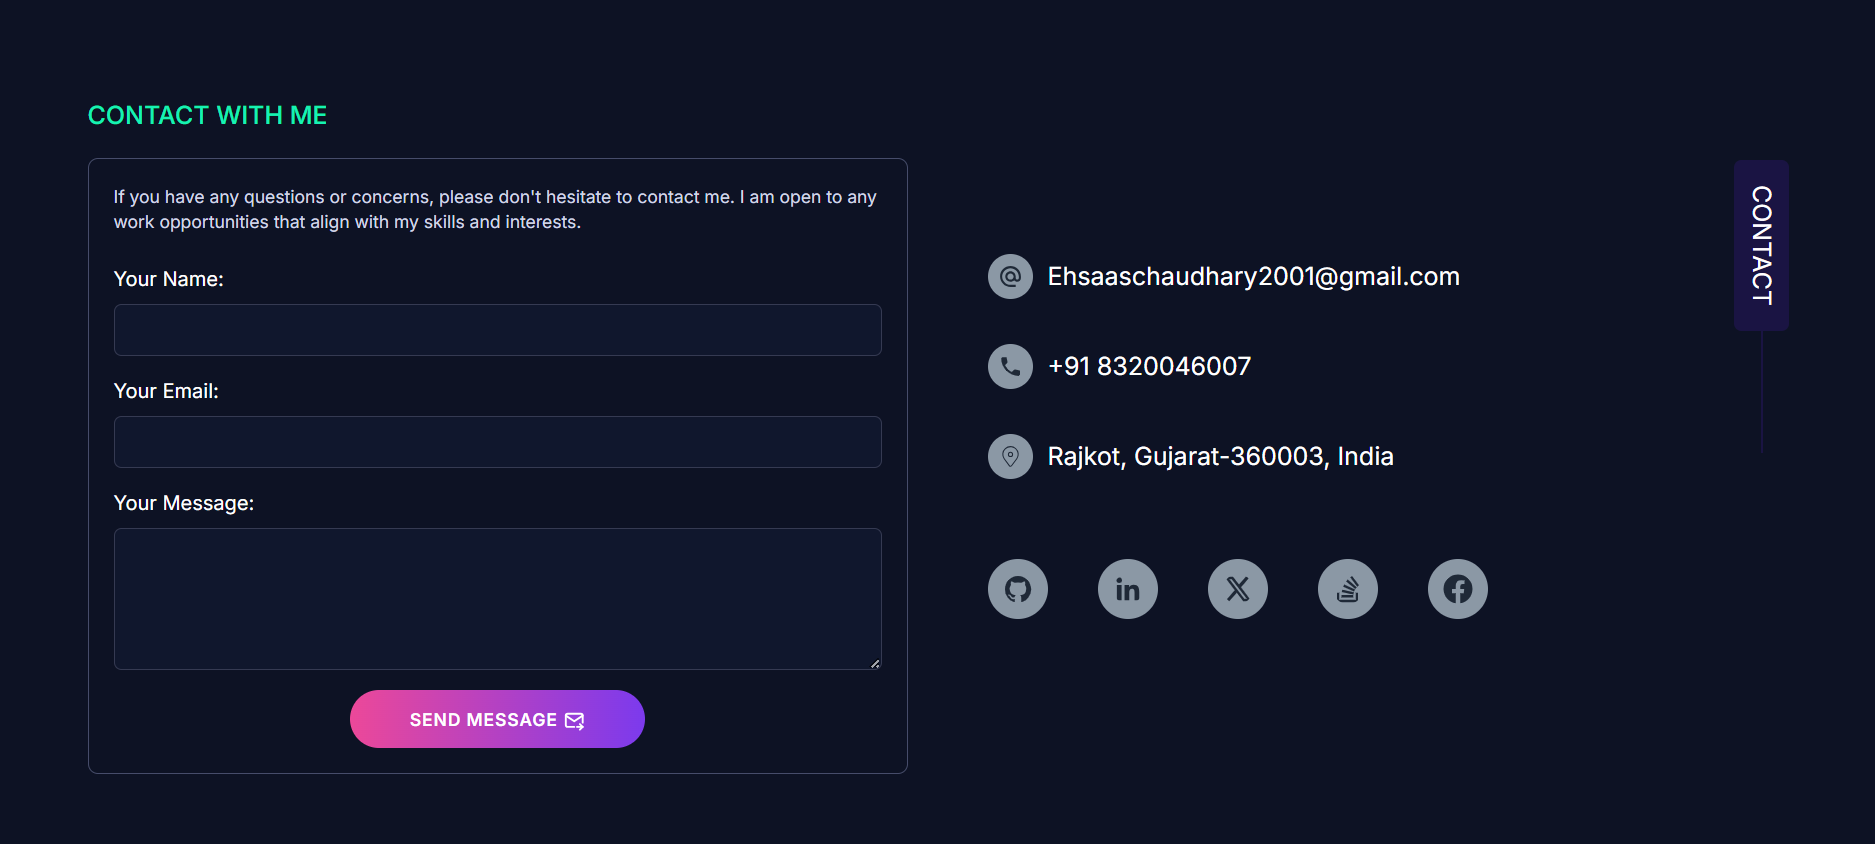 CONTACT WITH ME
If you have any questions or concerns, please don't hesitate to contact me. I am open to any
work opportunities that align with my skills and interests.
Your Name:
Your Email:
Your Message:
SEND MESSAGE
Ehsaaschaudhary2001@gmail.com
+91 8320046007
Rajkot, Gujarat-360003, India
CONTACT